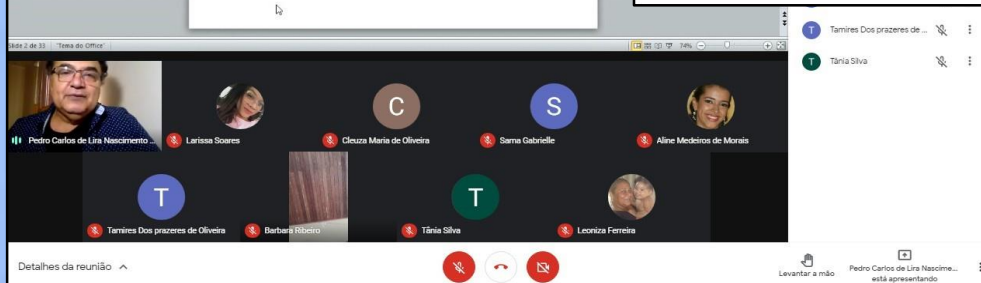 Slide 2 de 33
"Tema do Office"
74%
T
Tamires Dos prazeres de ...
T
Tânia Silva
Pedro Carlos de Lira Nascimento ...
Larissa Soares
C
Cleuza Maria de Oliveira
S
Sama Gabrielle
Aline Medeiros de Morais
T
Tamires Dos prazeres de Oliveira
Barbara Ribeiro
T
Tânia Silva
Leoniza Ferreira
Detalhes da reunião
Levantar a mão
Pedro Carlos de Lira Nascime...
está apresentando